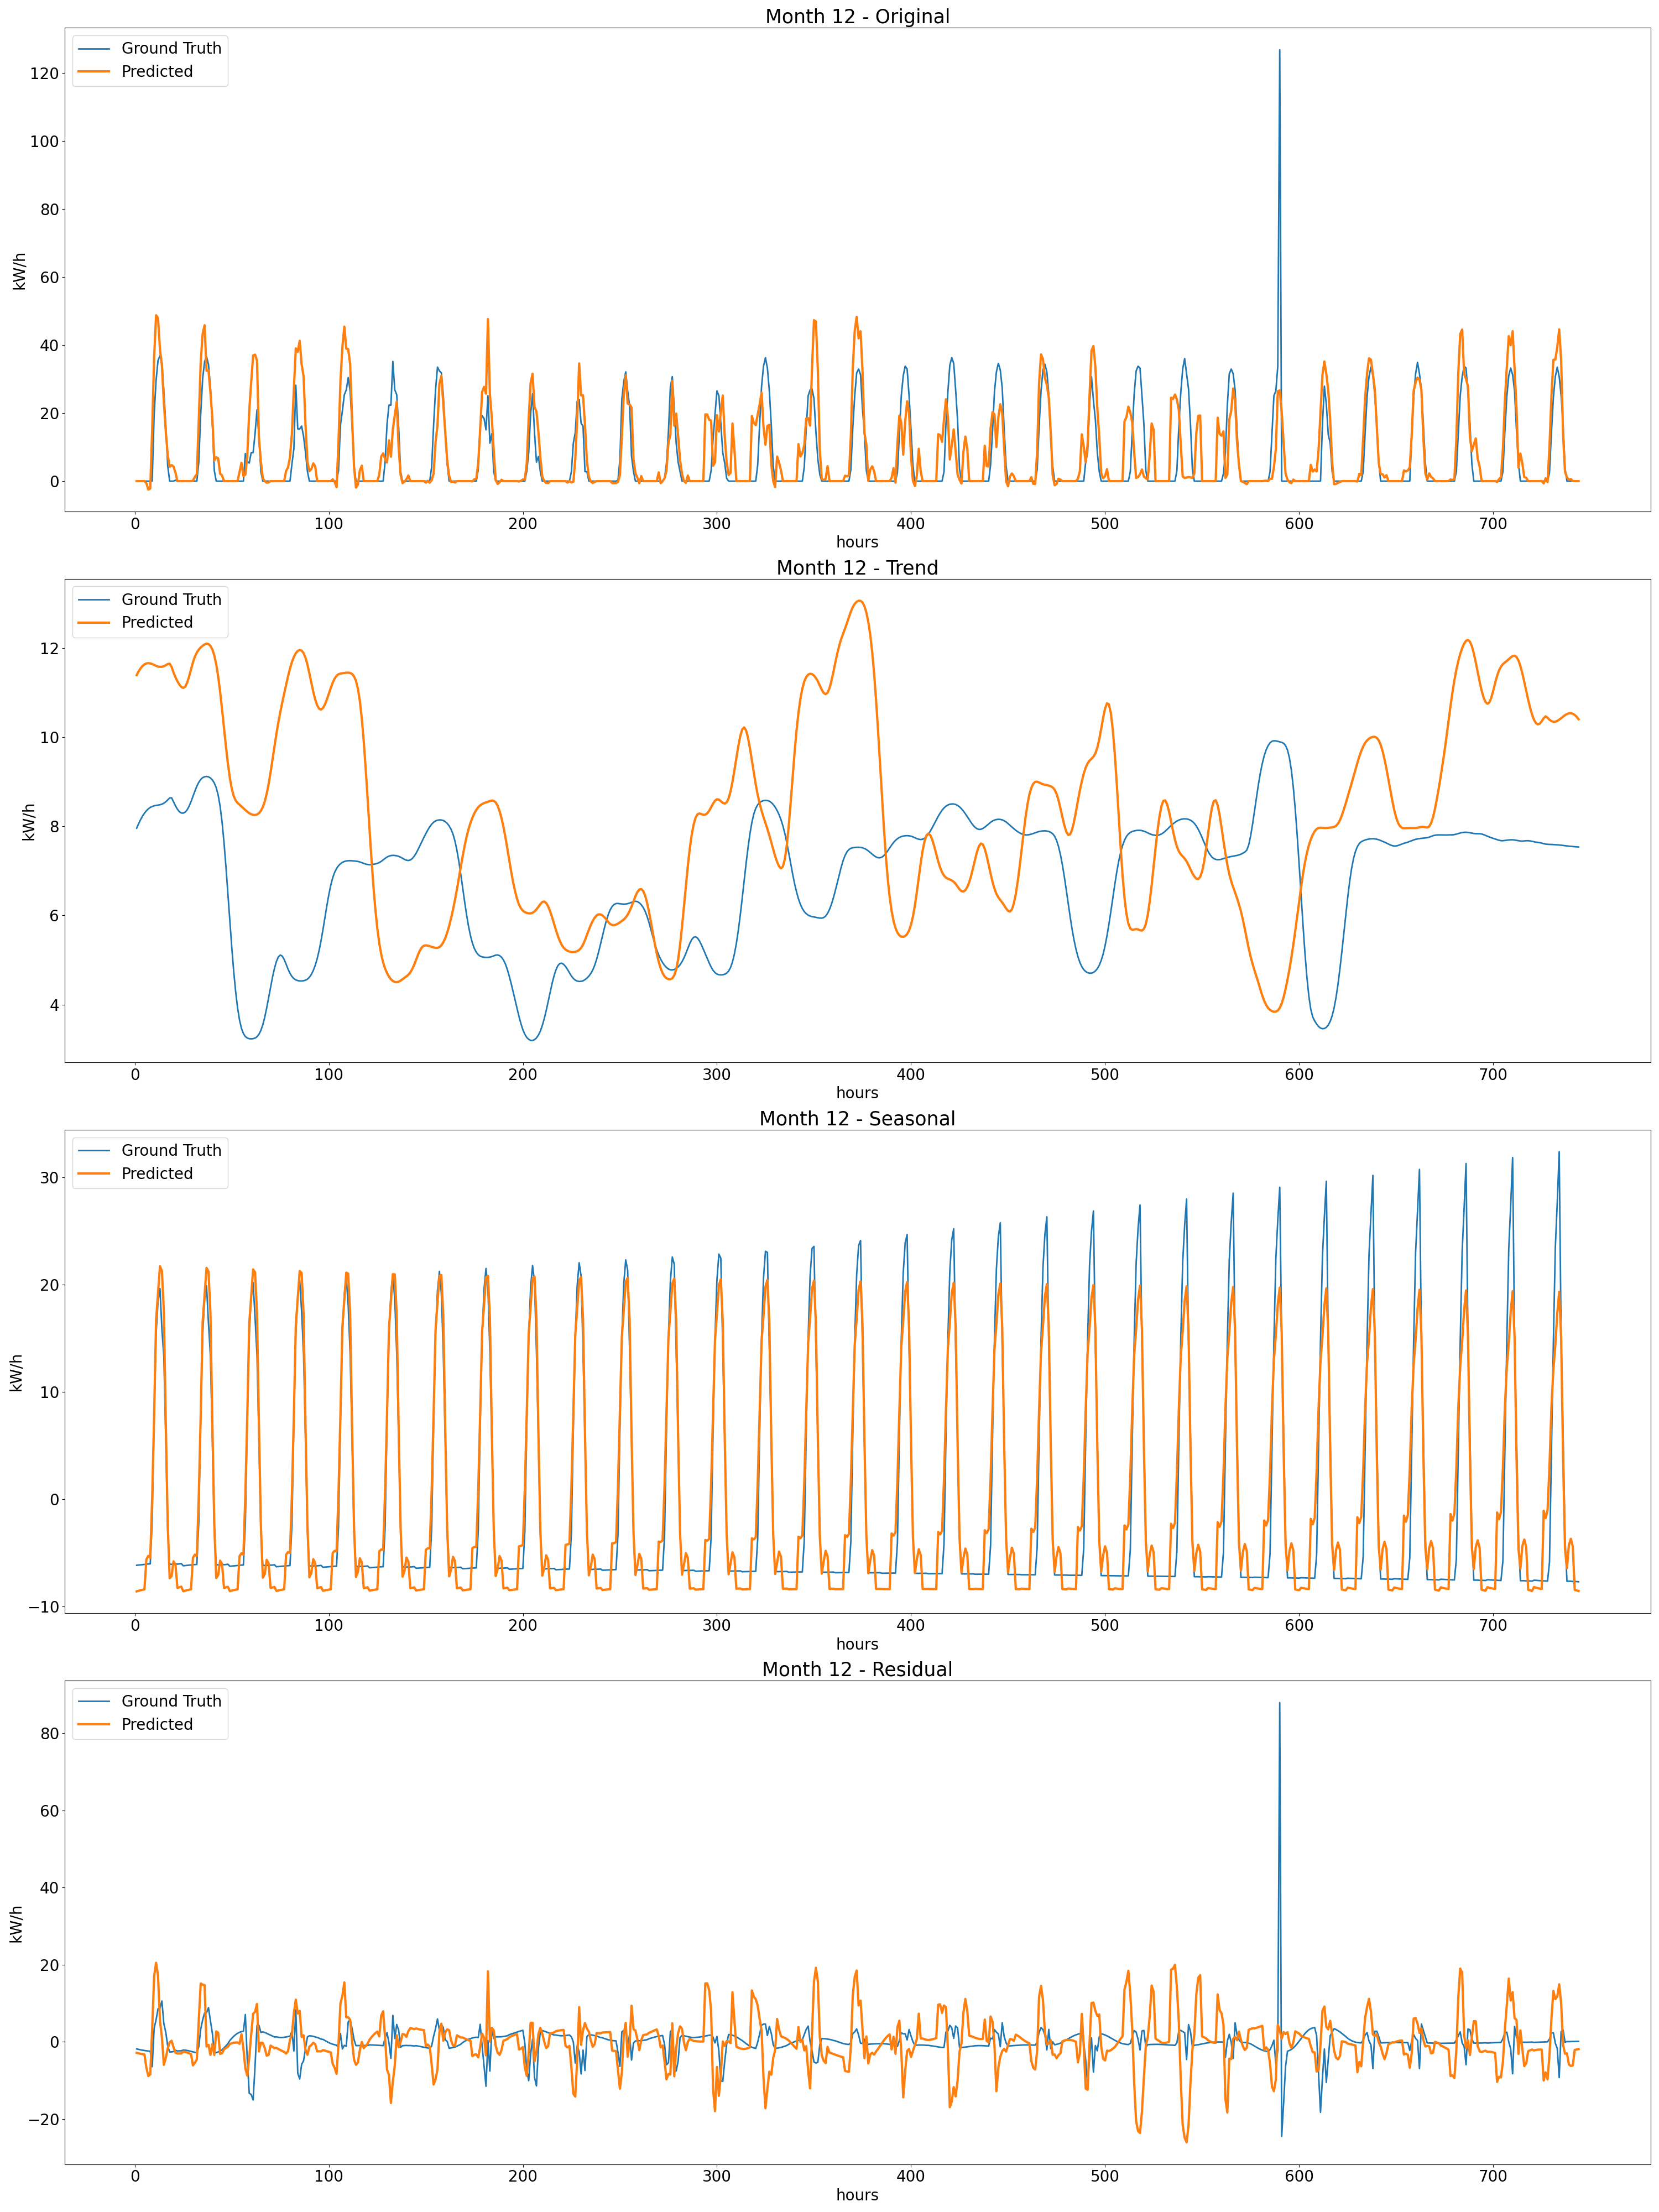 Month 12 - Original
Ground Truth
Predicted
kW/h
120
100
80
60
40
20
0
0 100 200 300 400 500 600 700
hours
Month 12 - Trend
Ground Truth
Predicted
kW/h
12
10
8
6
4
0 100 200 300 400 500 600 700
hours
Month 12 - Seasonal
Ground Truth
Predicted
kW/h
30
20
10
0
−10
0 100 200 300 400 500 600 700
hours
Month 12 - Residual
Ground Truth
Predicted
kW/h
80
60
40
20
0
−20
0 100 200 300 400 500 600 700
hours